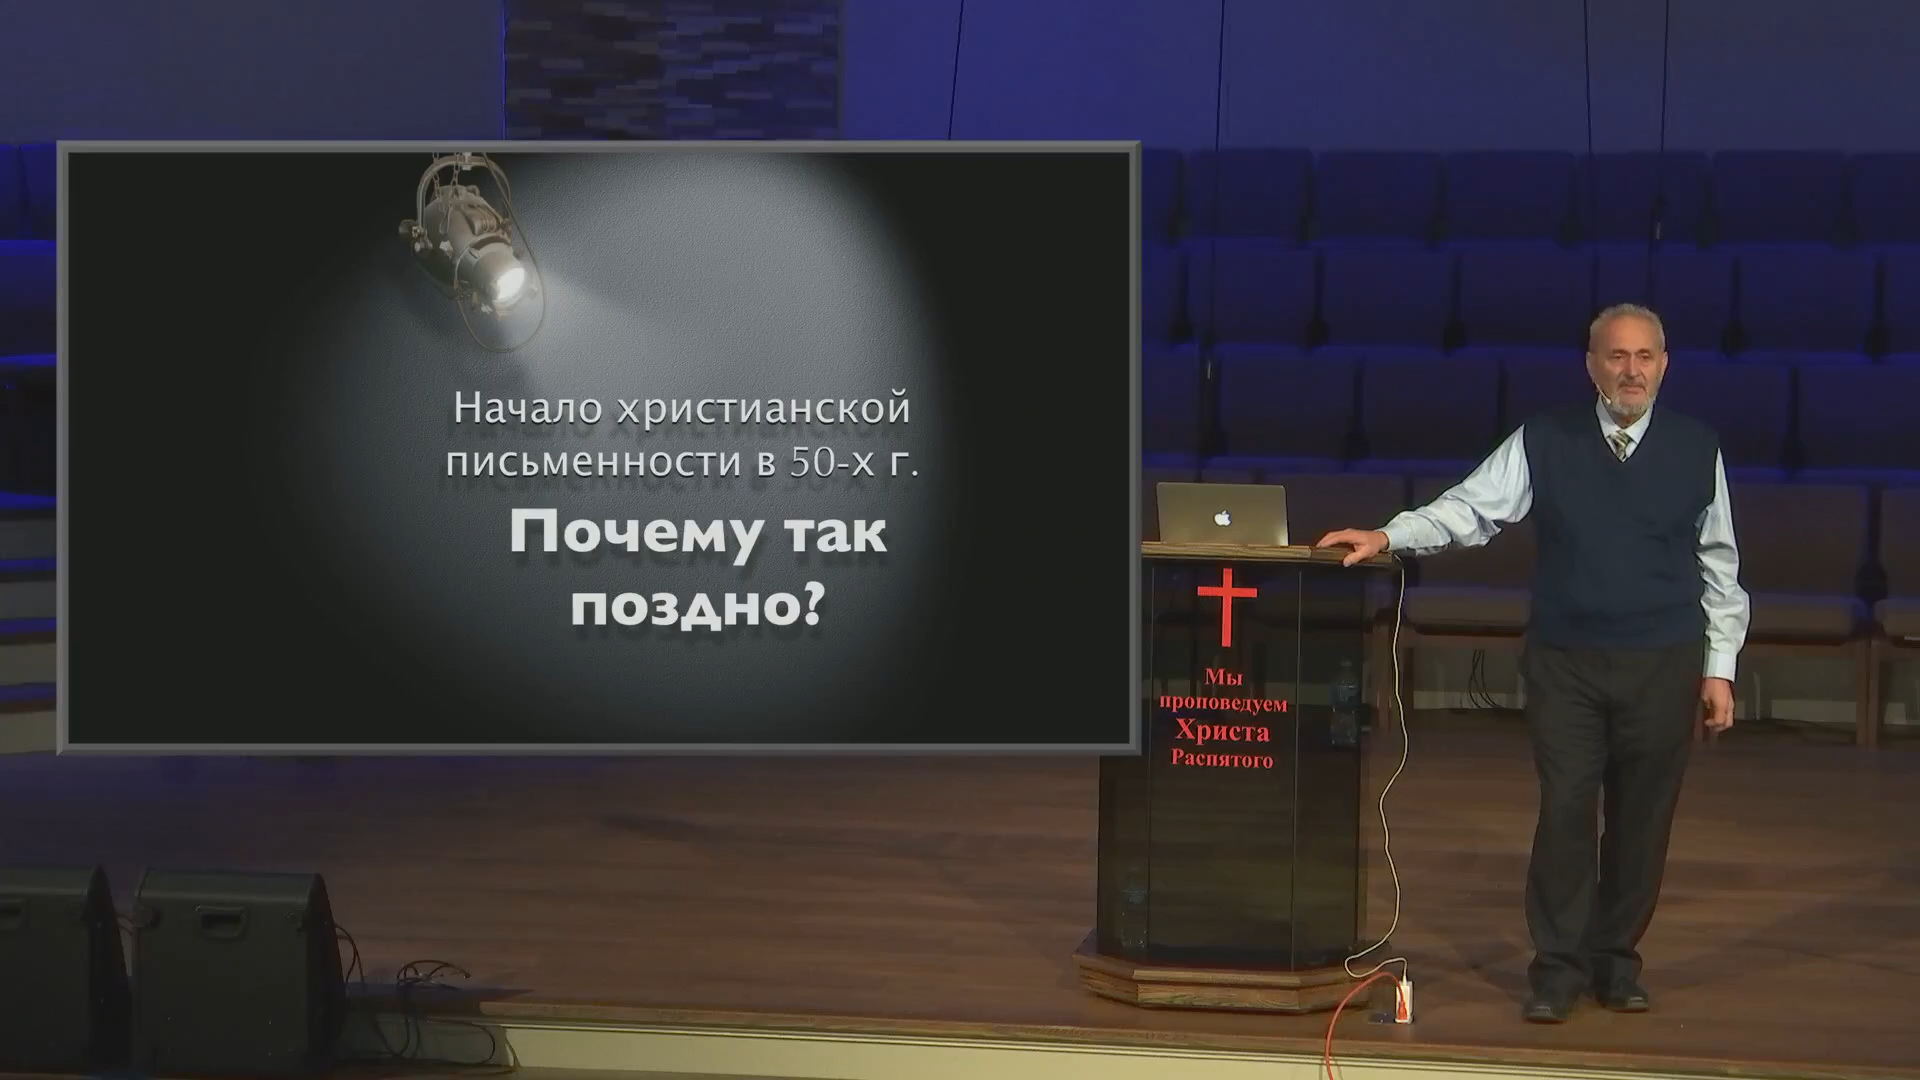 Начало христианской
письменности в 50-х г.
Почему так
поздно?
Мы
проповедуем
Христа
Распятого